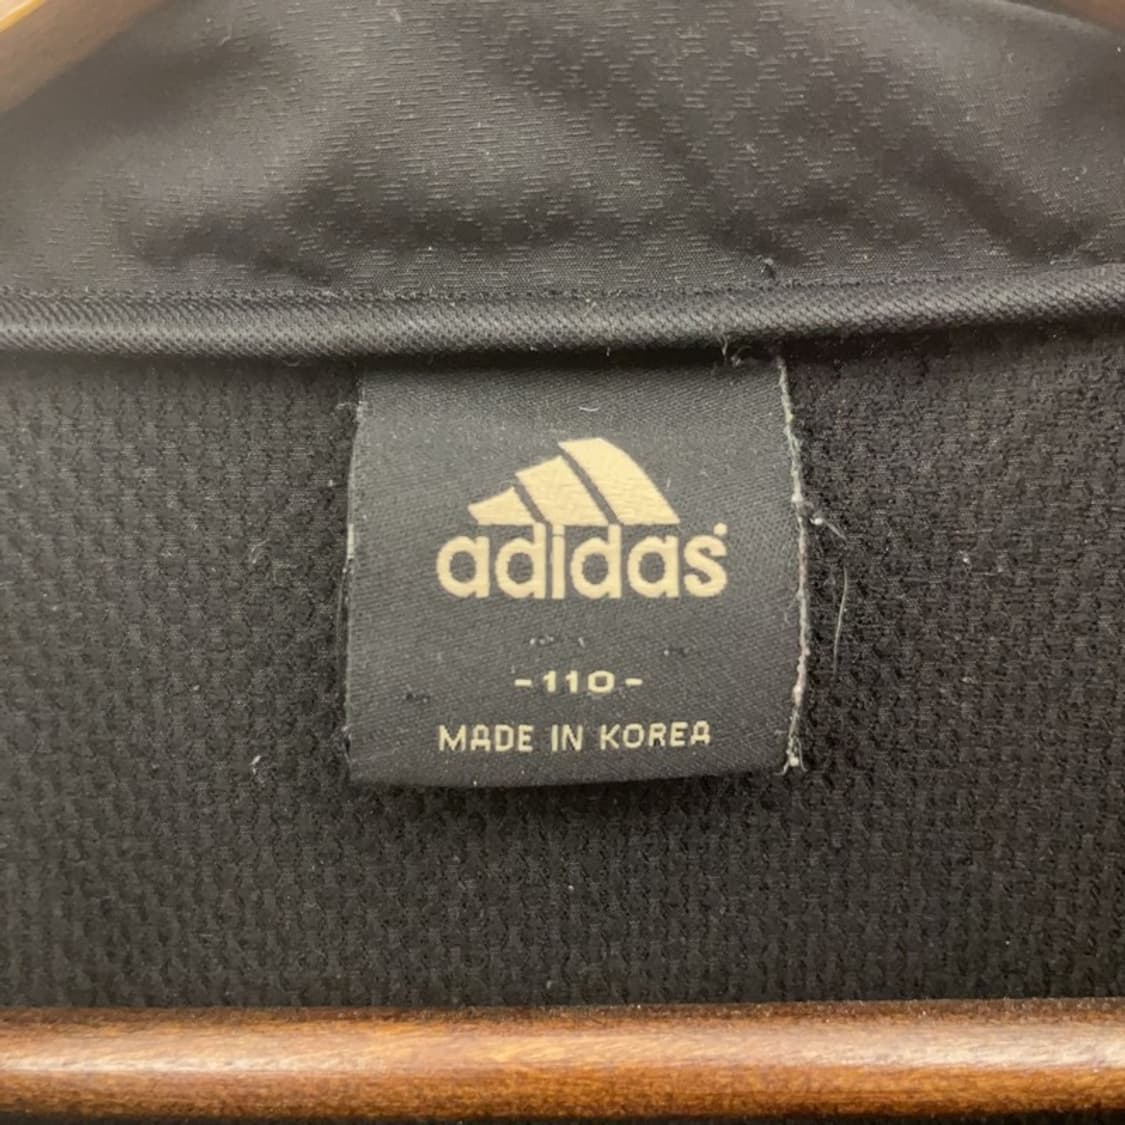 adidas
-110-
MADE IN KOREA